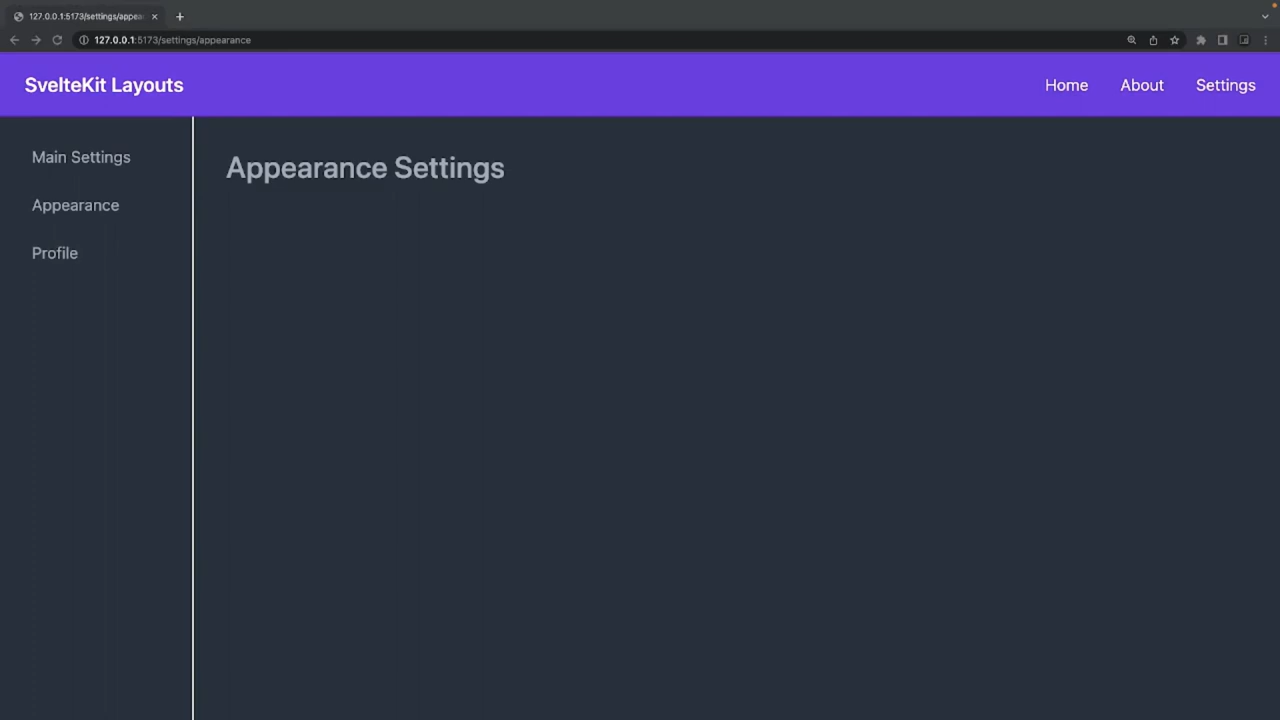 127.0.0.1:5173/settings/appea
127.0.0.1:5173/settings/appearance
SvelteKit Layouts
Home
About
Settings
Main Settings
Appearance
Profile
Appearance Settings